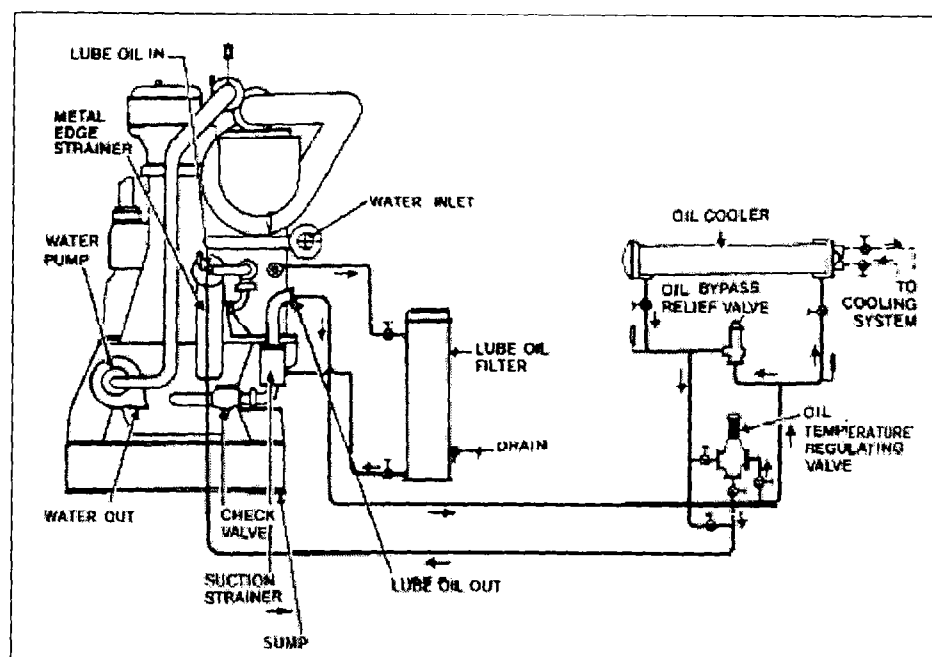 LUBE OIL IN
METAL
EDGE
STRAINER
WATER
PUMP
WATER INLET
OIL COOLER
OIL BYPASS
RELIEF VALVE
TO
COOLING
SYSTEM
LUBE OIL
FILTER
OIL
TEMPERATURE
REGULATING
VALVE
DRAIN
WATER OUT
CHECK
VALVE
SUCTION
STRAINER
LUBE OIL OUT
SUMP